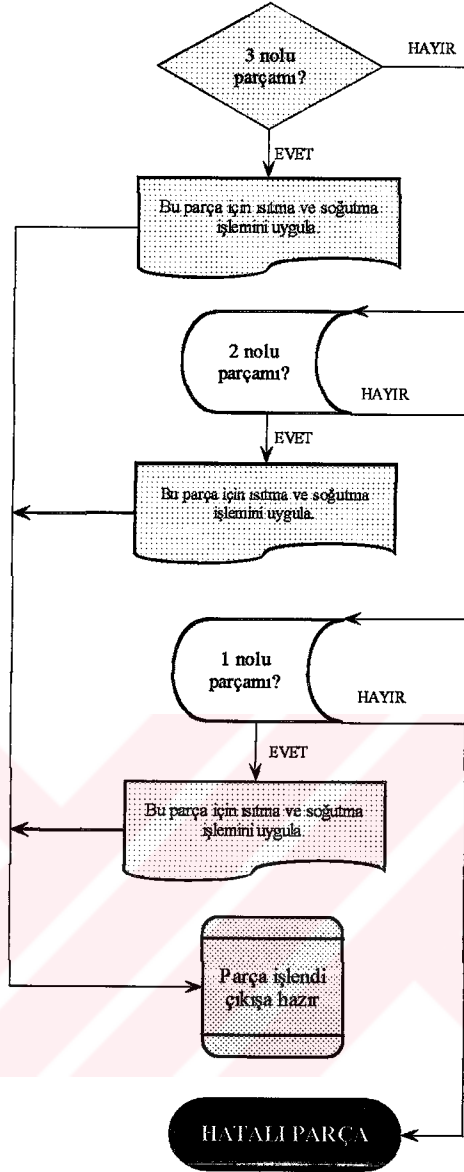 3 nolu
parçamı?
HAYIR
EVET
Bu parça için ısıtma ve soğutma
işlemini uygula.
2 nolu
parçamı?
HAYIR
EVET
Bu parça için ısıtma ve soğutma
işlemini uygula.
1 nolu
parçamı?
HAYIR
EVET
Bu parça için ısıtma ve soğutma
işlemini uygula
Parça işlendi
çıkışa hazır
HATALI PARÇA